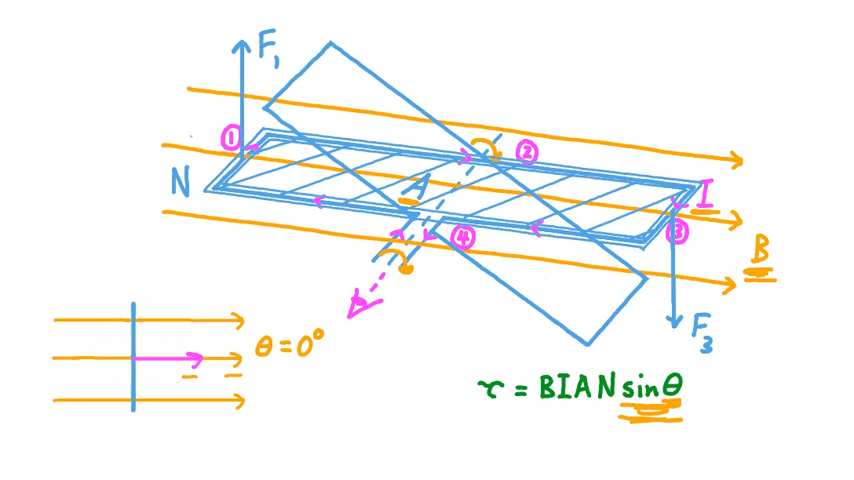 F₁
①
②
N
A
I
③
④
B
F₃
θ = 0°
τ = BIAN sinθ